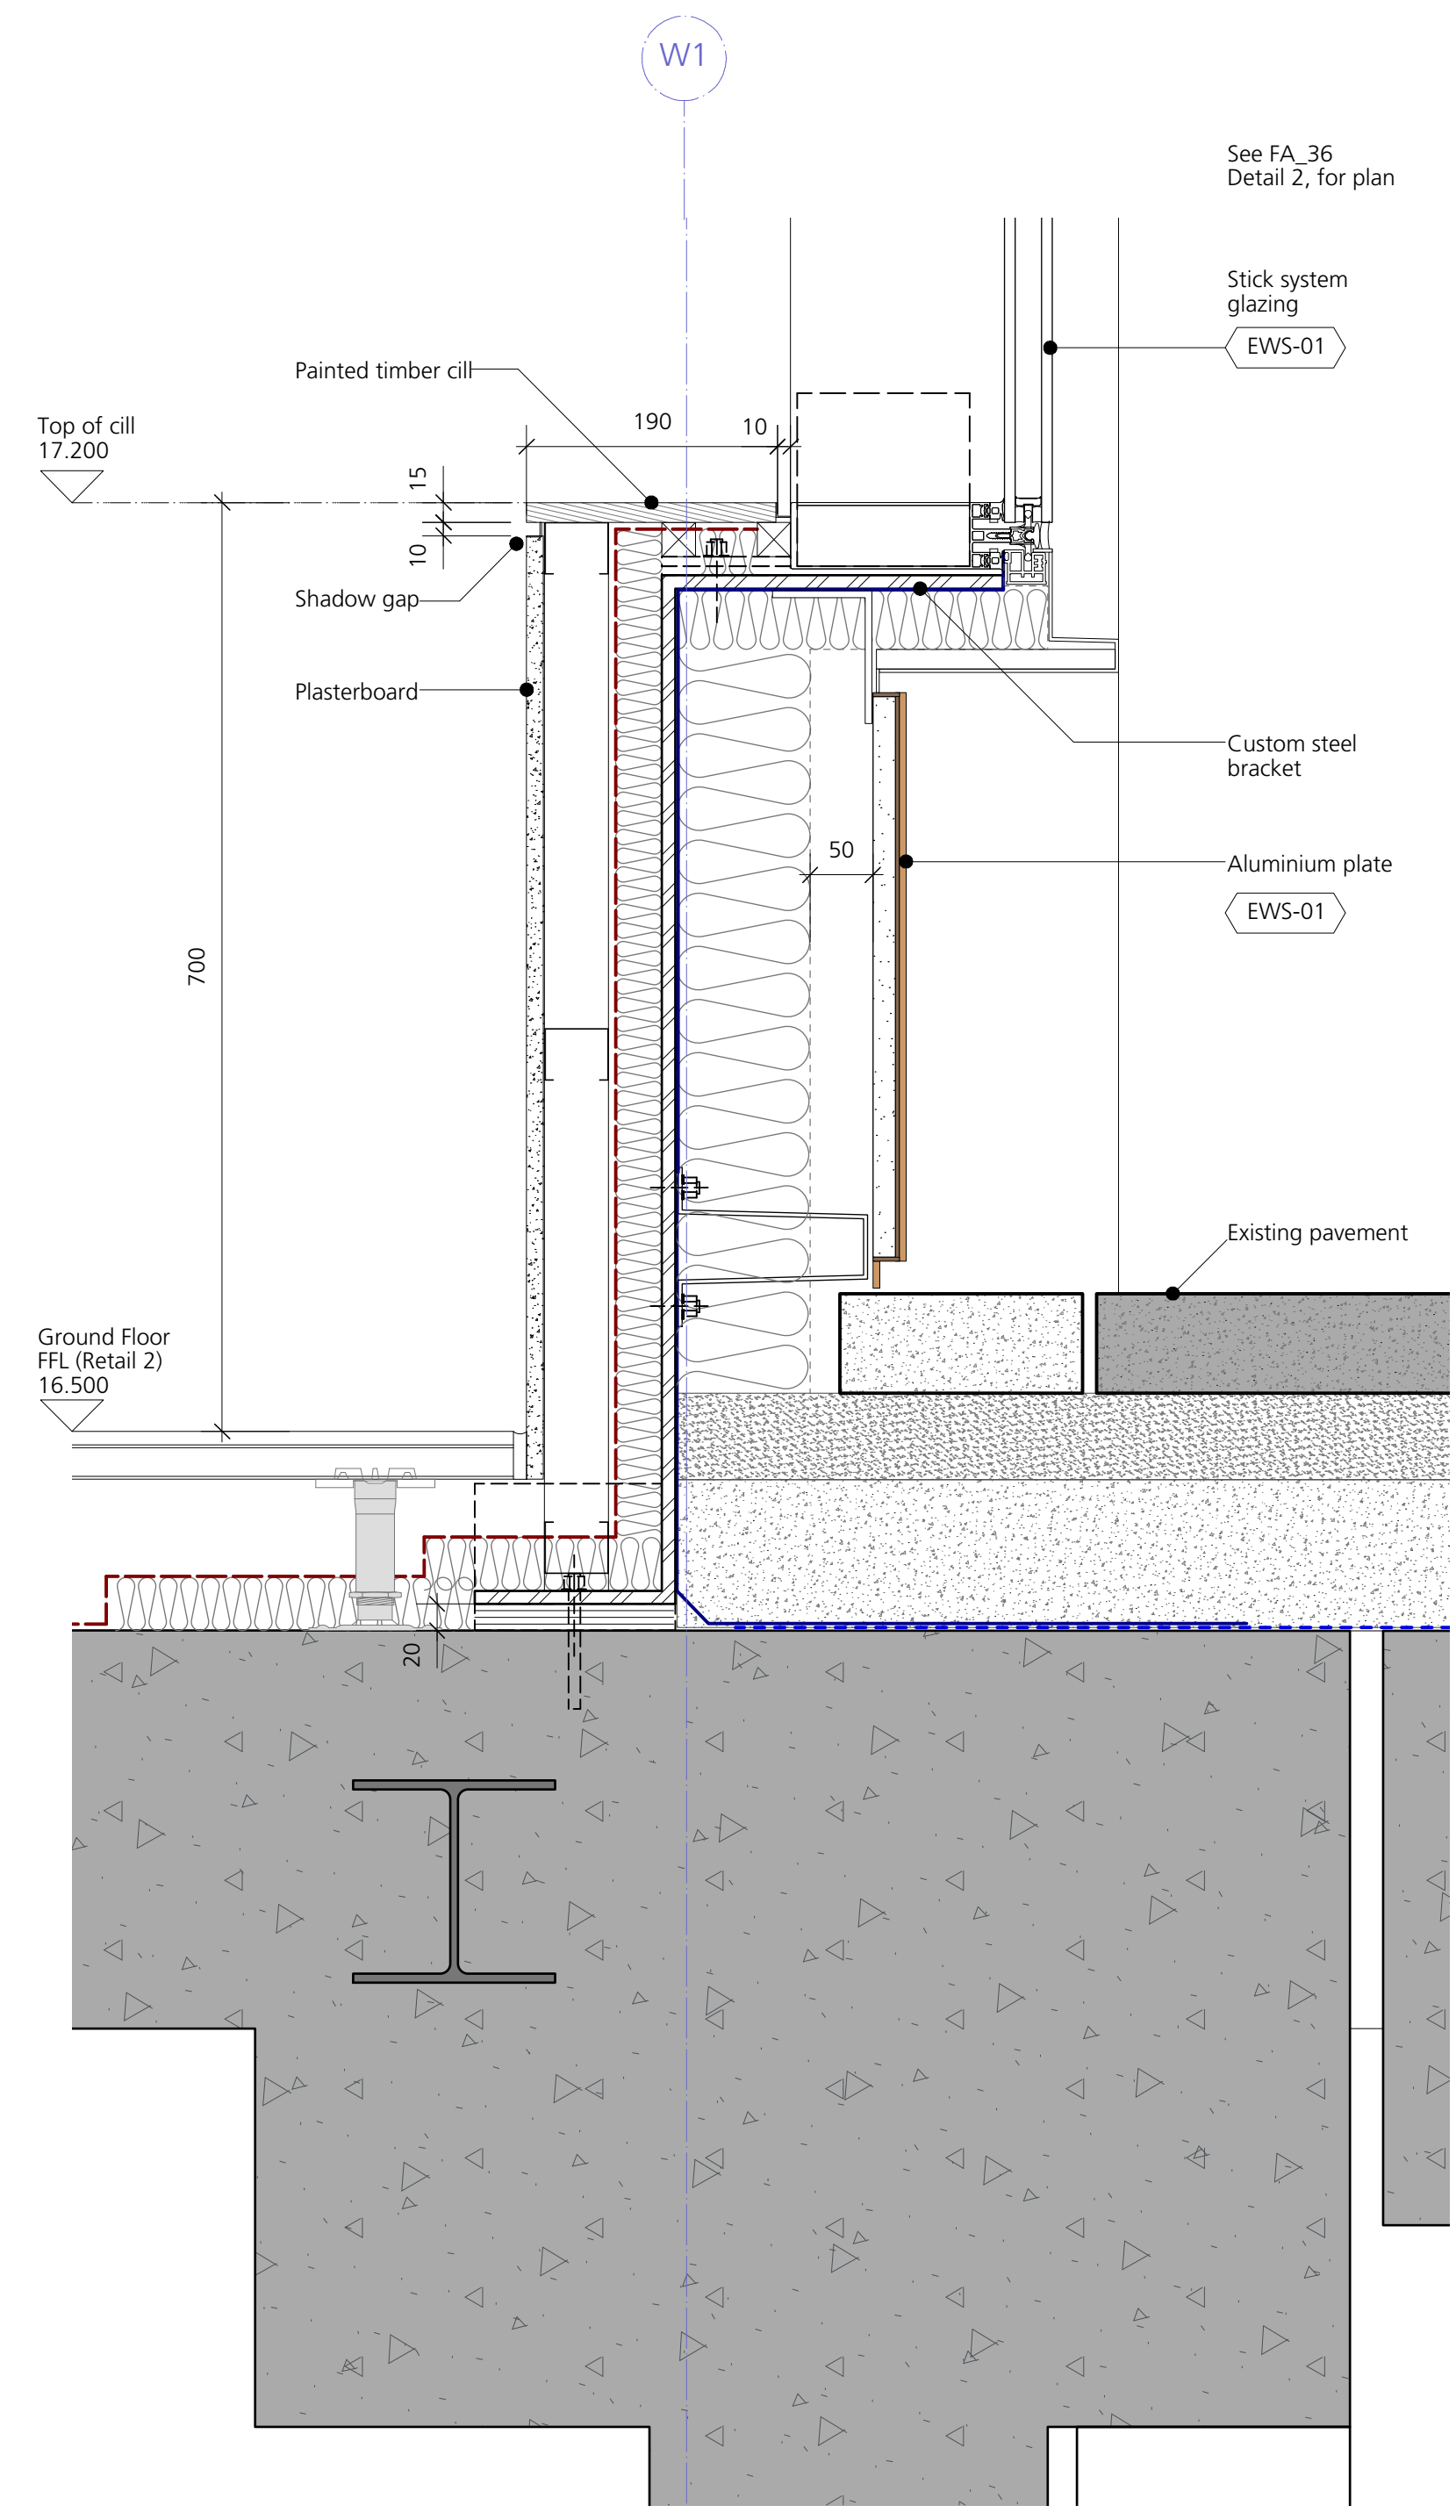 W1
See FA_36
Detail 2, for plan
Stick system
glazing
EWS-01
Painted timber cill
Top of cill
17.200
190
10
15
10
Shadow gap
Plasterboard
Custom steel
bracket
50
Aluminium plate
EWS-01
700
Existing pavement
Ground Floor
FFL (Retail 2)
16.500
20